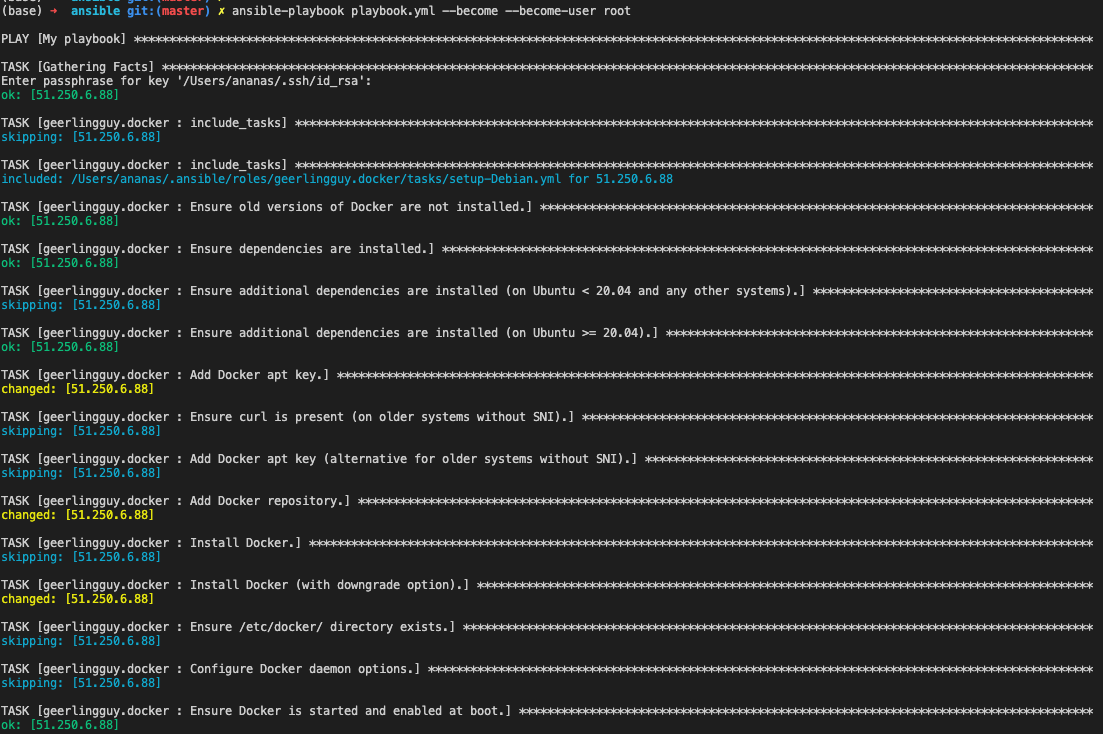 (base) → ansible git:(master) ✗ ansible-playbook playbook.yml --become --become-user root
PLAY [My playbook] ****************************************************************************************************************************************
TASK [Gathering Facts] ************************************************************************************************************************************
Enter passphrase for key '/Users/ananas/.ssh/id_rsa':
ok: [51.250.6.88]
TASK [geerlingguy.docker : include_tasks] *****************************************************************************************************************
skipping: [51.250.6.88]
TASK [geerlingguy.docker : include_tasks] *****************************************************************************************************************
included: /Users/ananas/.ansible/roles/geerlingguy.docker/tasks/setup-Debian.yml for 51.250.6.88
TASK [geerlingguy.docker : Ensure old versions of Docker are not installed.] ******************************************************************************
ok: [51.250.6.88]
TASK [geerlingguy.docker : Ensure dependencies are installed.] ********************************************************************************************
ok: [51.250.6.88]
TASK [geerlingguy.docker : Ensure additional dependencies are installed (on Ubuntu < 20.04 and any other systems).] ****************************************
skipping: [51.250.6.88]
TASK [geerlingguy.docker : Ensure additional dependencies are installed (on Ubuntu >= 20.04).] *************************************************************
ok: [51.250.6.88]
TASK [geerlingguy.docker : Add Docker apt key.] ***********************************************************************************************************
changed: [51.250.6.88]
TASK [geerlingguy.docker : Ensure curl is present (on older systems without SNI).] *************************************************************************
skipping: [51.250.6.88]
TASK [geerlingguy.docker : Add Docker apt key (alternative for older systems without SNI).] ****************************************************************
skipping: [51.250.6.88]
TASK [geerlingguy.docker : Add Docker repository.] ********************************************************************************************************
changed: [51.250.6.88]
TASK [geerlingguy.docker : Install Docker.] ***************************************************************************************************************
skipping: [51.250.6.88]
TASK [geerlingguy.docker : Install Docker (with downgrade option).] ***************************************************************************************
changed: [51.250.6.88]
TASK [geerlingguy.docker : Ensure /etc/docker/ directory exists.] *****************************************************************************************
skipping: [51.250.6.88]
TASK [geerlingguy.docker : Configure Docker daemon options.] **********************************************************************************************
skipping: [51.250.6.88]
TASK [geerlingguy.docker : Ensure Docker is started and enabled at boot.] *********************************************************************************
ok: [51.250.6.88]